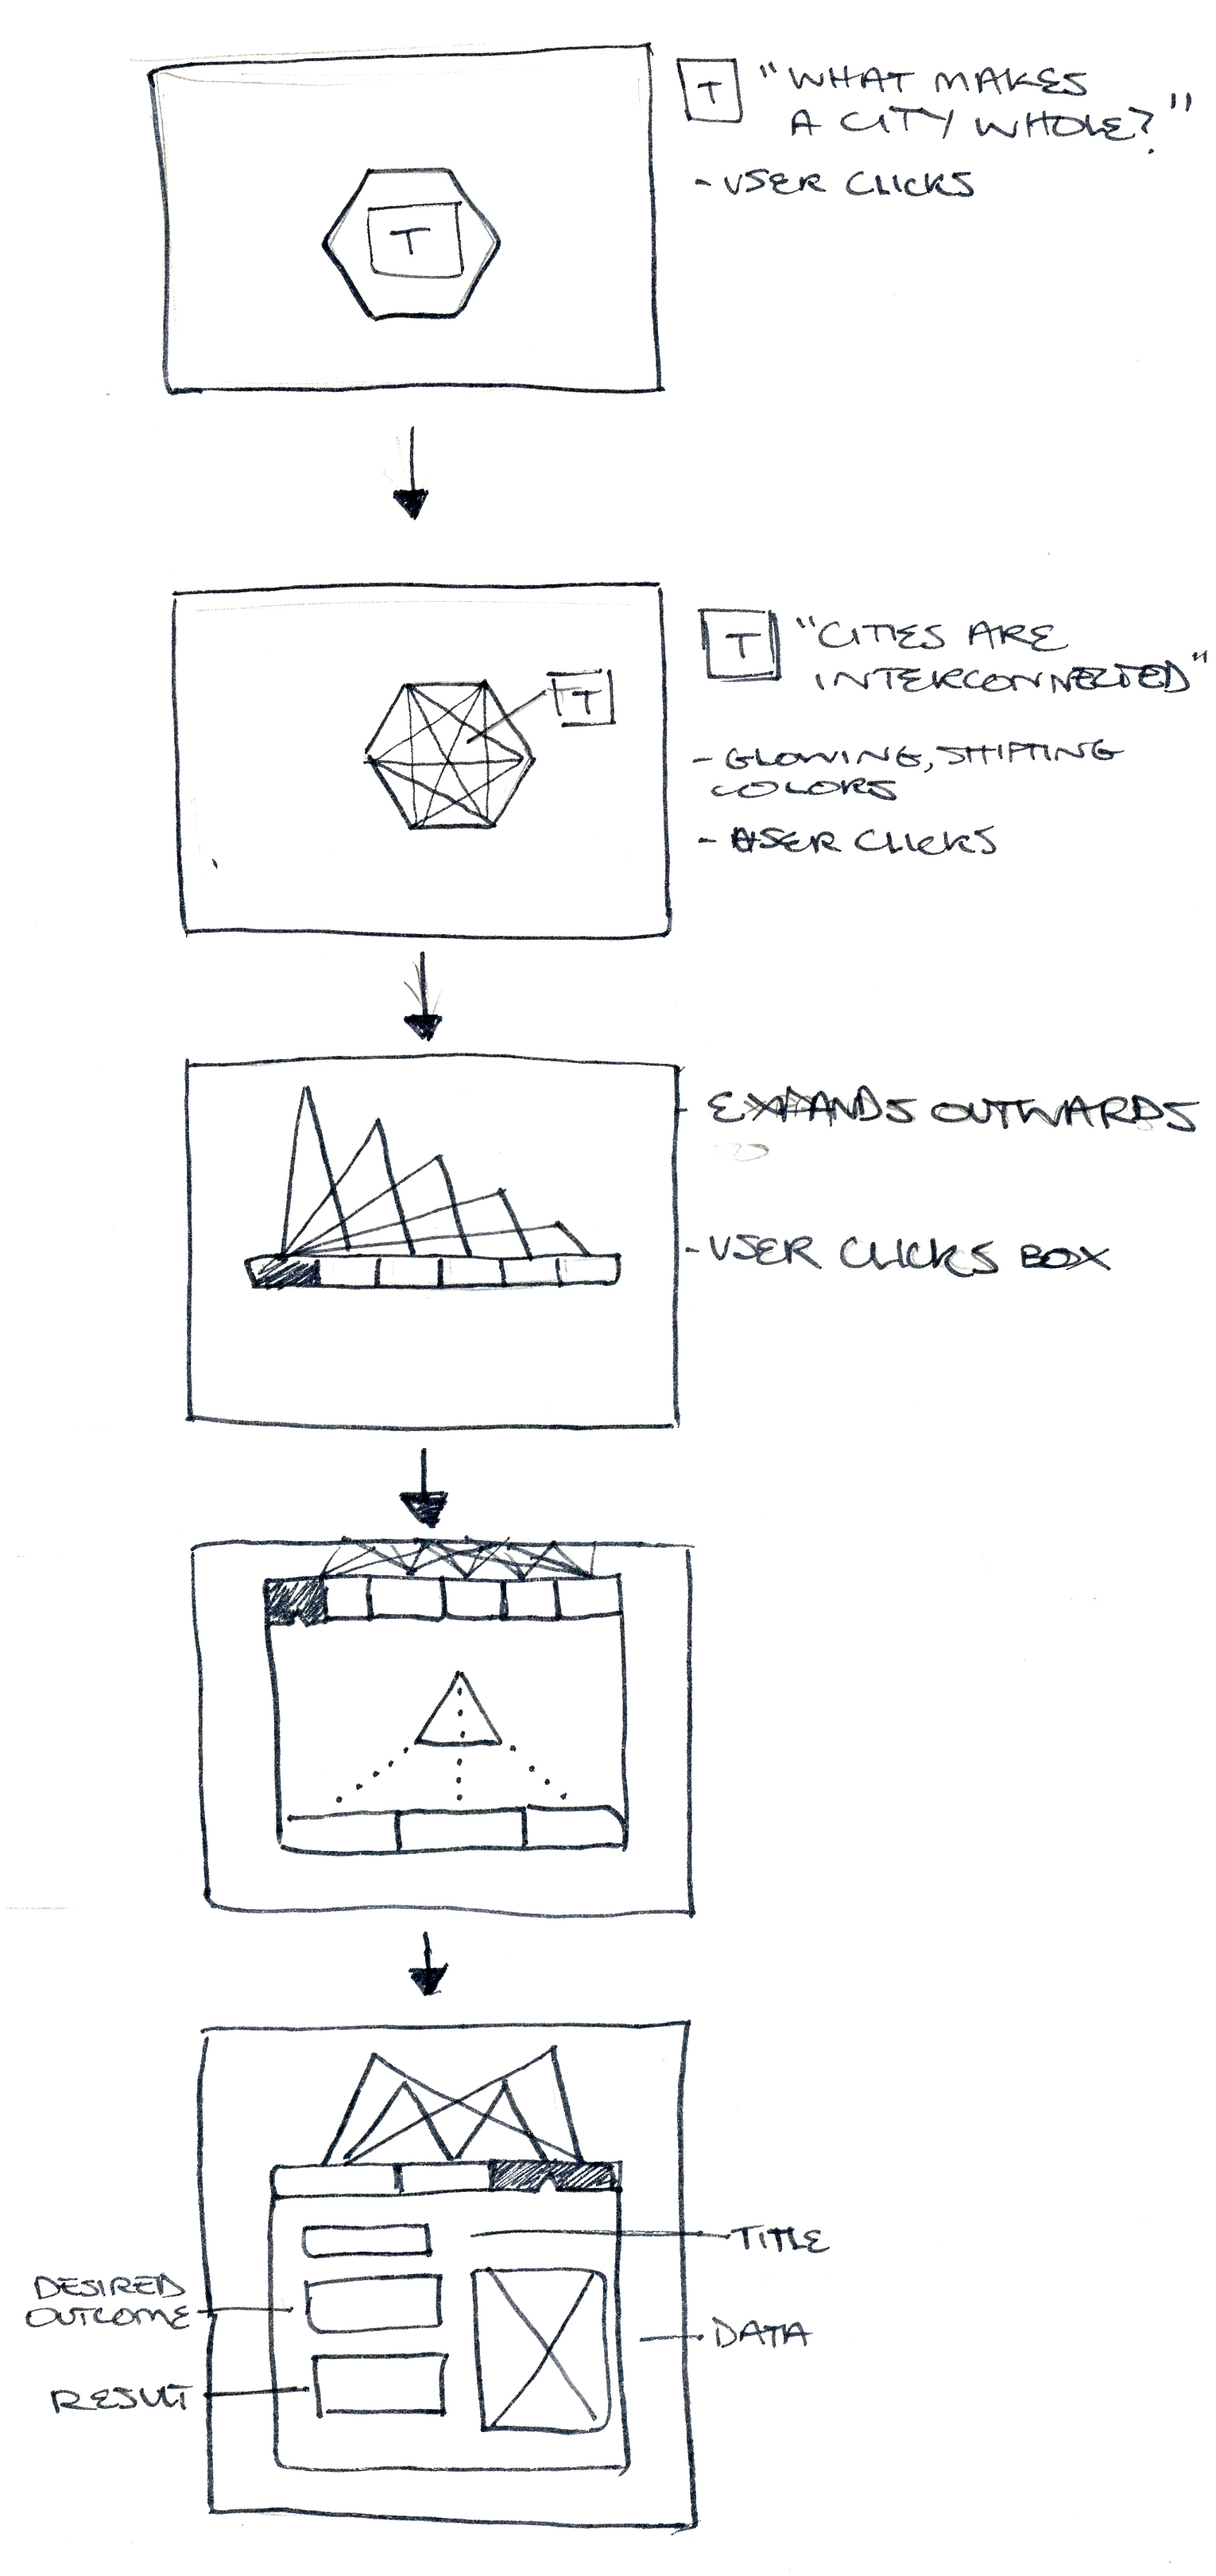 T "WHAT MAKES
A CITY WHOLE?"
- USER CLICKS
T
T "CITIES ARE
INTERCONNECTED"
T
- GLOWING, SHIFTING
COLORS
- USER CLICKS
- EXPANDS OUTWARDS
- USER CLICKS BOX
TITLE
DESIRED
OUTCOME
DATA
RESULT